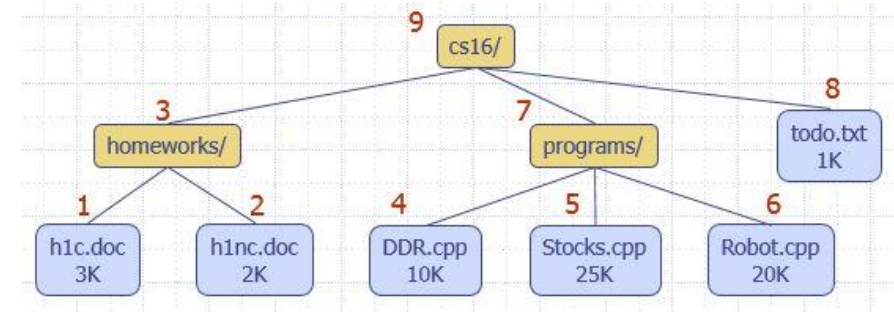 9
cs16/
3
homeworks/
7
programs/
8
todo.txt
1K
1
h1c.doc
3K
2
h1nc.doc
2K
4
DDR.cpp
10K
5
Stocks.cpp
25K
6
Robot.cpp
20K